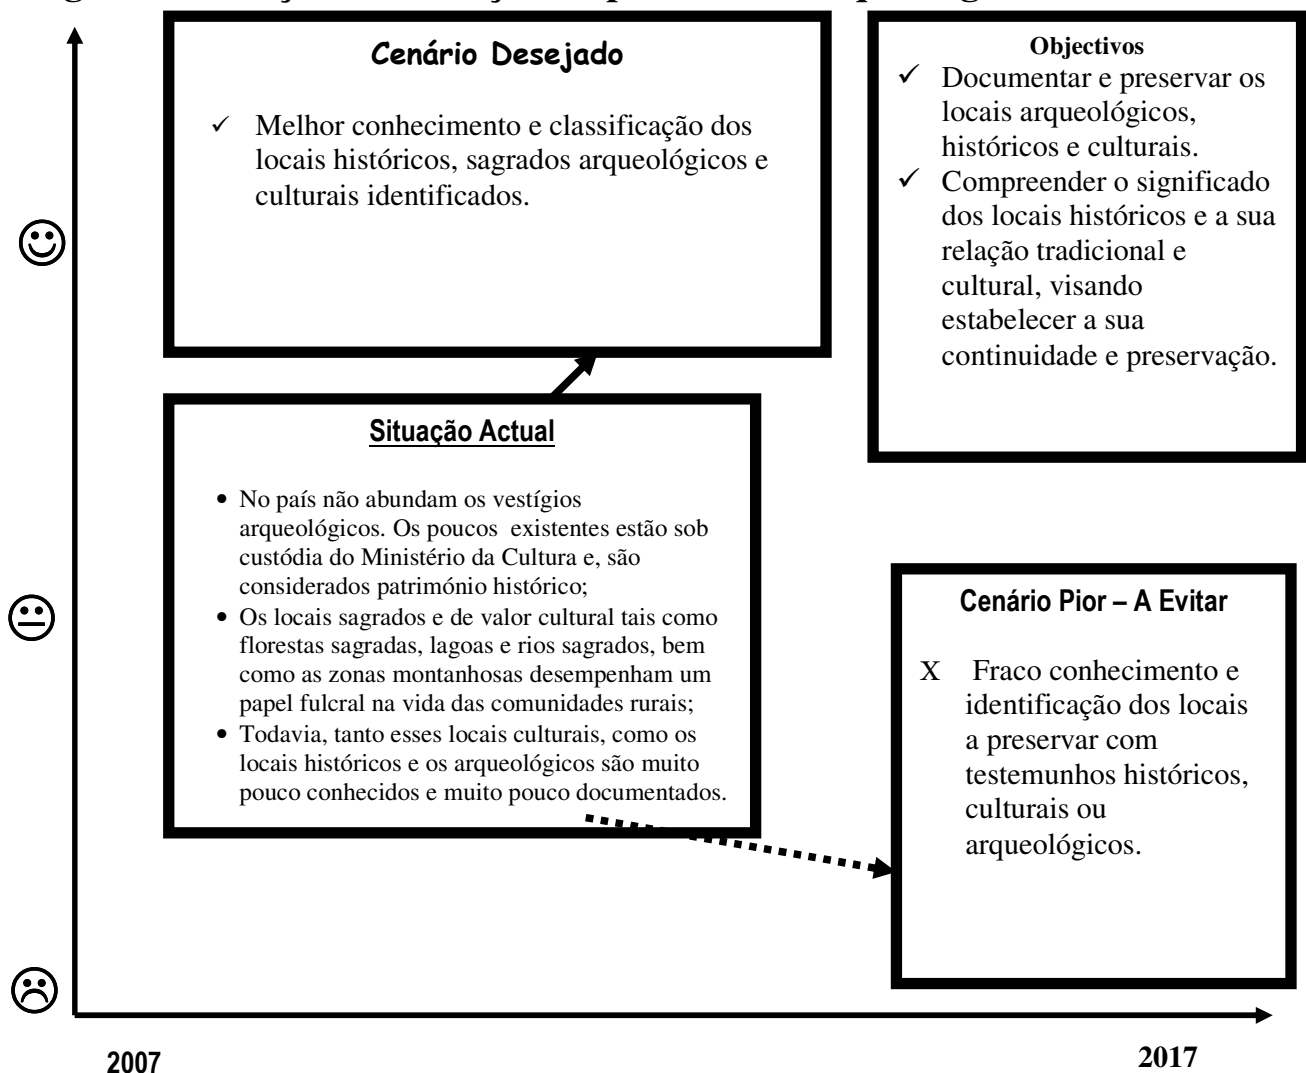 Cenário Desejado
✓ Melhor conhecimento e classificação dos
locais históricos, sagrados arqueológicos e
culturais identificados.
Objectivos
✓ Documentar e preservar os
locais arqueológicos,
históricos e culturais.
✓ Compreender o significado
dos locais históricos e a sua
relação tradicional e
cultural, visando
estabelecer a sua
continuidade e preservação.
Situação Actual
• No país não abundam os vestígios
arqueológicos. Os poucos existentes estão sob
custódia do Ministério da Cultura e, são
considerados património histórico;
• Os locais sagrados e de valor cultural tais como
florestas sagradas, lagoas e rios sagrados, bem
como as zonas montanhosas desempenham um
papel fulcral na vida das comunidades rurais;
• Todavia, tanto esses locais culturais, como os
locais históricos e os arqueológicos são muito
pouco conhecidos e muito pouco documentados.
Cenário Pior – A Evitar
X Fraco conhecimento e
identificação dos locais
a preservar com
testemunhos históricos,
culturais ou
arqueológicos.
2007
2017